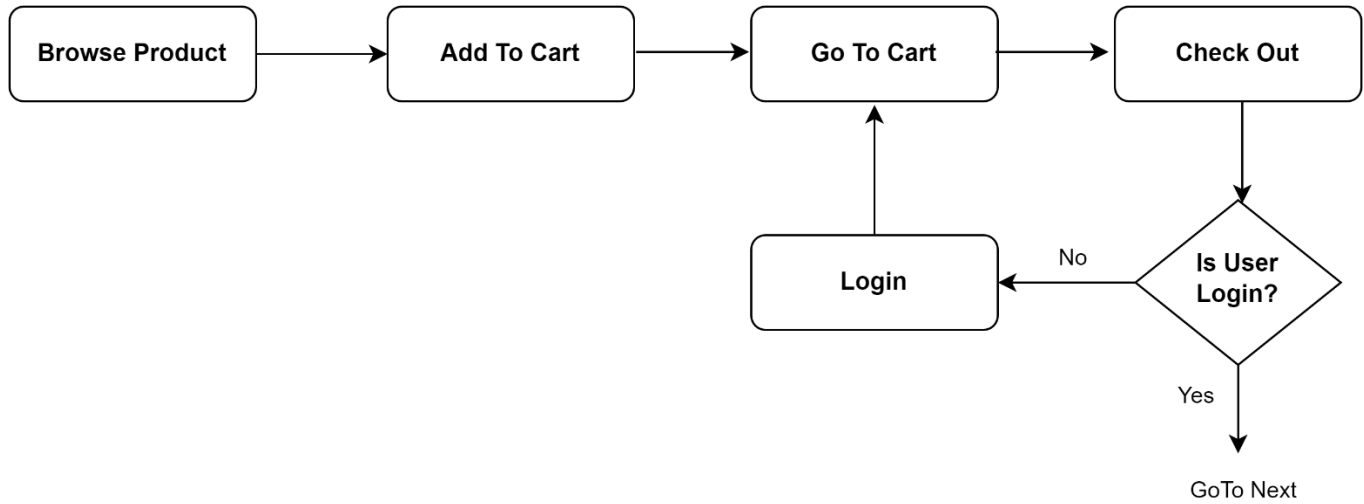 Browse Product
Add To Cart
Go To Cart
Check Out
Login
No
Is User
Login?
Yes
GoTo Next